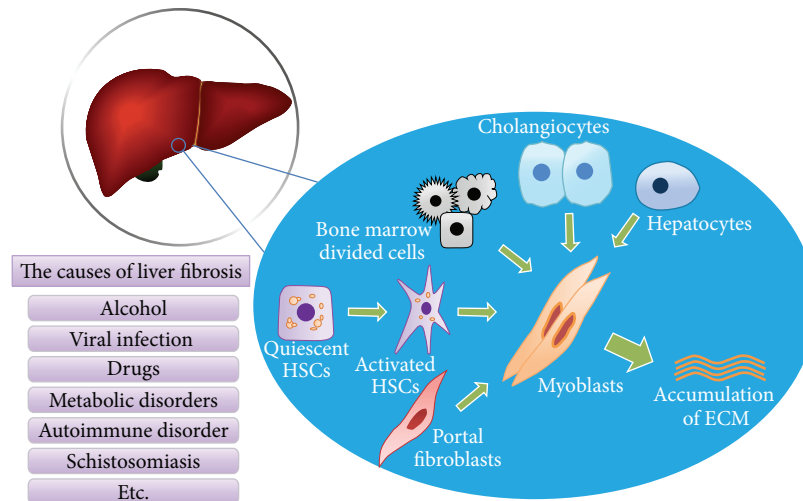 The causes of liver fibrosis
Alcohol
Viral infection
Drugs
Metabolic disorders
Autoimmune disorder
Schistosomiasis
Etc.
Cholangiocytes
Hepatocytes
Bone marrow
divided cells
Quiescent
HSCs
Activated
HSCs
Portal
fibroblasts
Myoblasts
Accumulation
of ECM